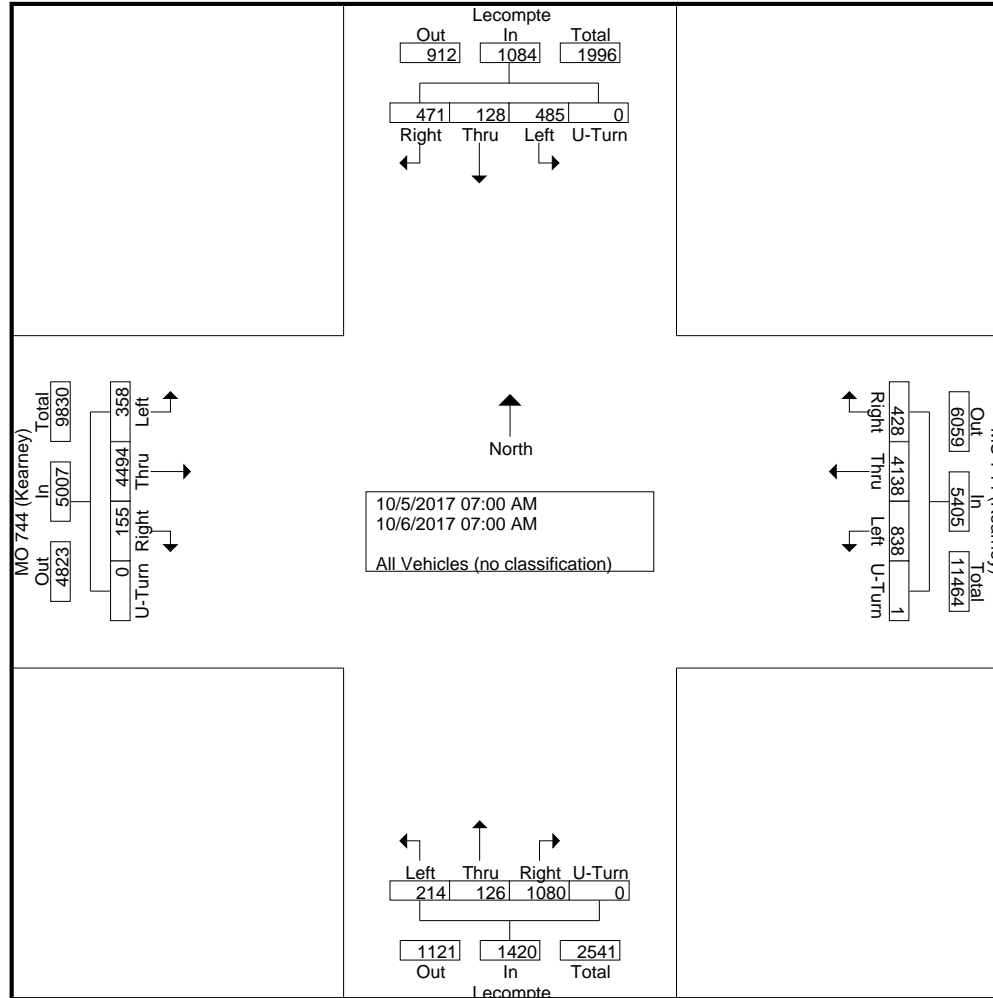 Lecompte
Out In Total
912 1084 1996
471 128 485 0
Right Thru Left U-Turn
MO 744 (Kearney)
Total In Out
9830 5007 4823
358 4494 155 0
Left Thru Right U-Turn
North
10/5/2017 07:00 AM
10/6/2017 07:00 AM
All Vehicles (no classification)
Right Thru Left U-Turn
428 4138 838 1
Out In Total
6059 5405 11464
Left Thru Right U-Turn
214 126 1080 0
1121 1420 2541
Out In Total
Lecompte